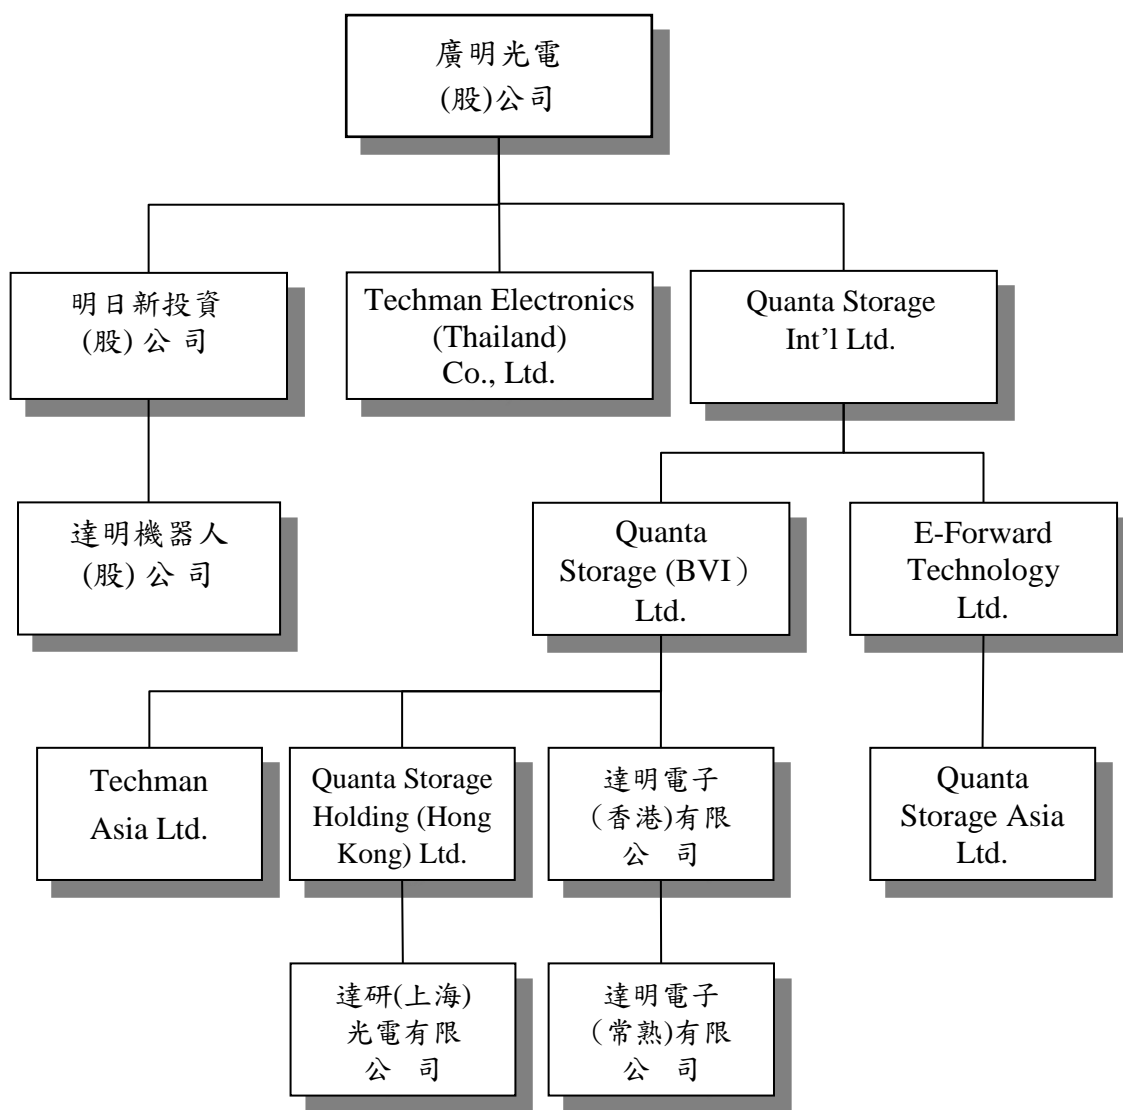 廣明光電
(股)公司
明日新投資
(股) 公 司
Techman Electronics
(Thailand)
Co., Ltd.
Quanta Storage
Int’l Ltd.
達明機器人
(股) 公 司
Quanta
Storage (BVI）
Ltd.
E-Forward
Technology
Ltd.
Techman
Asia Ltd.
Quanta Storage
Holding (Hong
Kong) Ltd.
達明電子
（香港)有限
公 司
Quanta
Storage Asia
Ltd.
達研(上海)
光電有限
公 司
達明電子
（常熟)有限
公 司